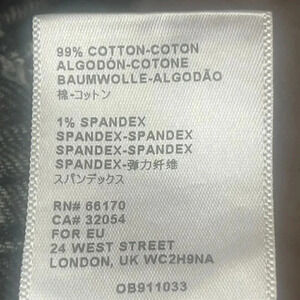 99% COTTON-COTON
ALGODÓN-COTONE
BAUMWOLLE-ALGODÃO
棉-コットン
1% SPANDEX
SPANDEX-SPANDEX
SPANDEX-SPANDEX
SPANDEX-弹力纤维
スパンデックス
RN# 66170
CA# 32054
FOR EU
24 WEST STREET
LONDON, UK WC2H9NA
OB911033